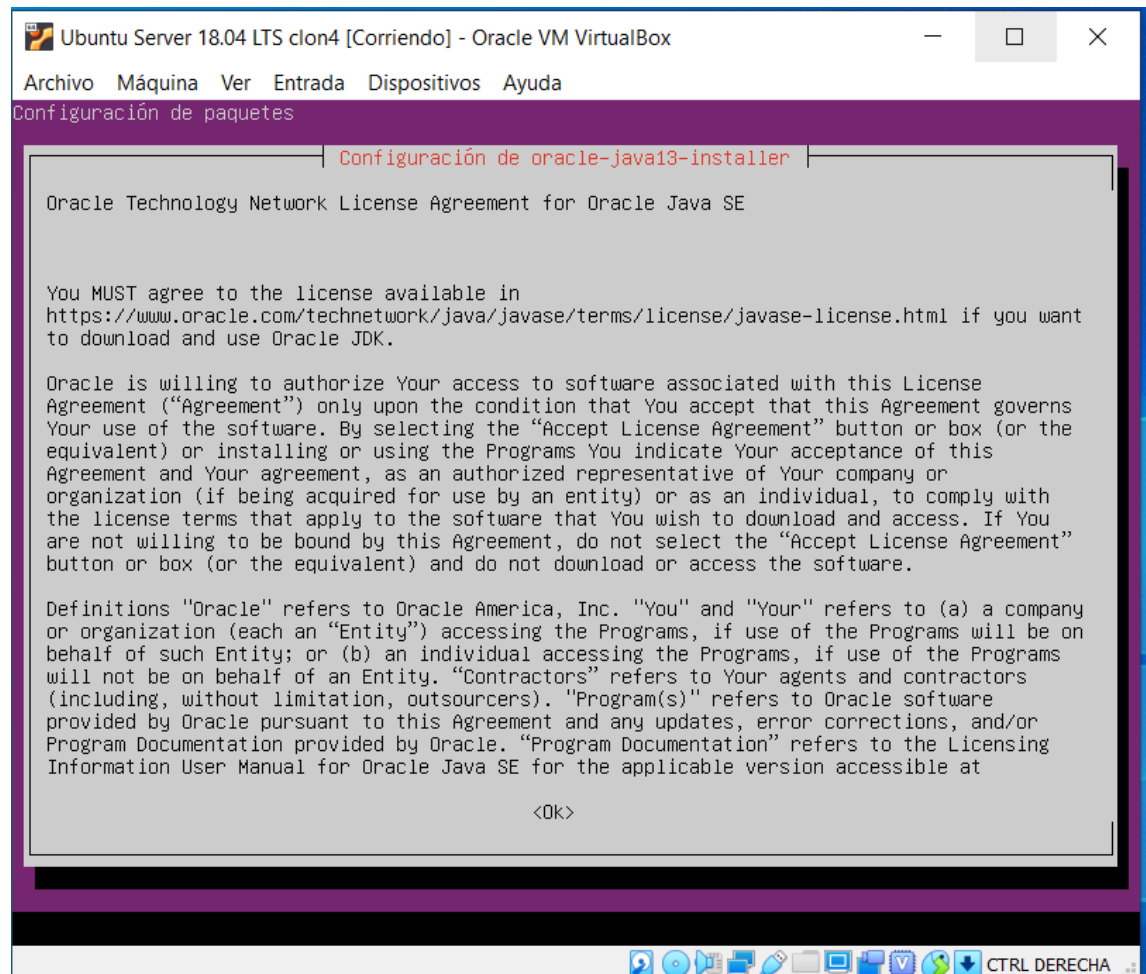 Ubuntu Server 18.04 LTS clon4 [Corriendo] - Oracle VM VirtualBox
Archivo Máquina Ver Entrada Dispositivos Ayuda
Configuración de paquetes
Configuración de oracle-java13-installer
Oracle Technology Network License Agreement for Oracle Java SE
You MUST agree to the license available in
https://www.oracle.com/technetwork/java/javase/terms/license/javase-license.html if you want
to download and use Oracle JDK.
Oracle is willing to authorize Your access to software associated with this License
Agreement (“Agreement”) only upon the condition that You accept that this Agreement governs
Your use of the software. By selecting the “Accept License Agreement” button or box (or the
equivalent) or installing or using the Programs You indicate Your acceptance of this
Agreement and Your agreement, as an authorized representative of Your company or
organization (if being acquired for use by an entity) or as an individual, to comply with
the license terms that apply to the software that You wish to download and access. If You
are not willing to be bound by this Agreement, do not select the “Accept License Agreement”
button or box (or the equivalent) and do not download or access the software.
Definitions "Oracle" refers to Oracle America, Inc. "You" and "Your" refers to (a) a company
or organization (each an “Entity”) accessing the Programs, if use of the Programs will be on
behalf of such Entity; or (b) an individual accessing the Programs, if use of the Programs
will not be on behalf of an Entity. “Contractors” refers to Your agents and contractors
(including, without limitation, outsourcers). "Program(s)" refers to Oracle software
provided by Oracle pursuant to this Agreement and any updates, error corrections, and/or
Program Documentation provided by Oracle. “Program Documentation” refers to the Licensing
Information User Manual for Oracle Java SE for the applicable version accessible at
<Ok>
CTRL DERECHA